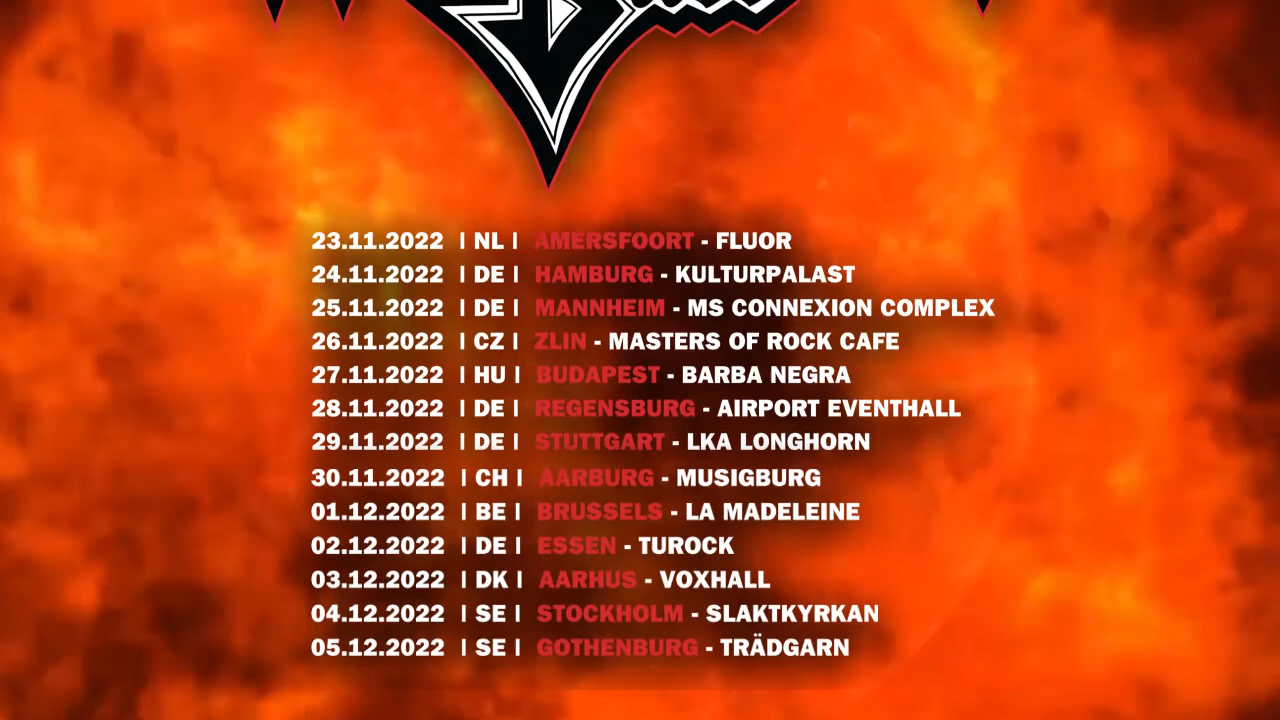 23.11.2022 | NL | AMERSFOORT - FLUOR
24.11.2022 | DE | HAMBURG - KULTURPALAST
25.11.2022 | DE | MANNHEIM - MS CONNEXION COMPLEX
26.11.2022 | CZ | ZLIN - MASTERS OF ROCK CAFE
27.11.2022 | HU | BUDAPEST - BARBA NEGRA
28.11.2022 | DE | REGENSBURG - AIRPORT EVENTHALL
29.11.2022 | DE | STUTTGART - LKA LONGHORN
30.11.2022 | CH | AARBURG - MUSIGBURG
01.12.2022 | BE | BRUSSELS - LA MADELEINE
02.12.2022 | DE | ESSEN - TUROCK
03.12.2022 | DK | AARHUS - VOXHALL
04.12.2022 | SE | STOCKHOLM - SLAKTKYRKAN
05.12.2022 | SE | GOTHENBURG - TRÄDGARN